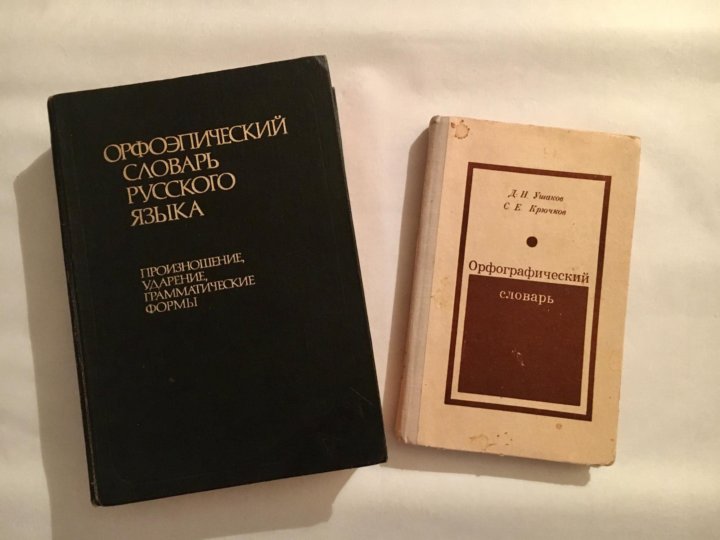 ОРФОЭПИЧЕСКИЙ
СЛОВАРЬ
РУССКОГО
ЯЗЫКА
ПРОИЗНОШЕНИЕ,
УДАРЕНИЕ,
ГРАММАТИЧЕСКИЕ
ФОРМЫ
Д. Н. Ушаков
С. Е. Крючков
Орфографический
словарь